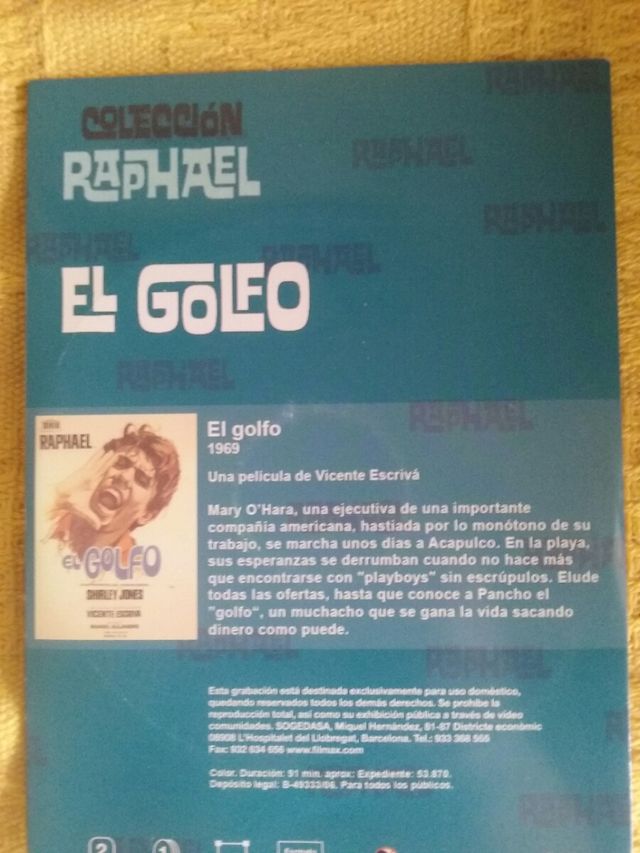 COLECCIÓN
RAPHAEL
EL GOLFO
RAPHAEL
EL GOLFO
SHIRLEY JONES
VICENTE ESCRIVÁ
El golfo
1969
Una película de Vicente Escrivá
Mary O'Hara, una ejecutiva de una importante
compañia americana, hastiada por lo monótono de su
trabajo, se marcha unos dias a Acapulco. En la playa,
sus esperanzas se derrumban cuando no hace más
que encontrarse con "playboys" sin escrúpulos. Elude
todas las ofertas, hasta que conoce a Pancho el
"golfo", un muchacho que se gana la vida sacando
dinero como puede.
Esta grabación está destinada exclusivamente para uso doméstico,
quedando reservados todos los demás derechos. Se prohíbe la
reproducción total, así como su exhibición pública a través de vídeo
comunidades. SOGEDASA, Miquel Hernández, 81-87 Districte econòmic
08908 L'Hospitalet del Llobregat, Barcelona. Tel.: 933 368 555
Fax: 932 634 656 www.filmax.com
Color. Duración: 91 min. aprox: Expediente: 53.870.
Depósito legal: B-49333/06. Para todos los públicos.
2
1